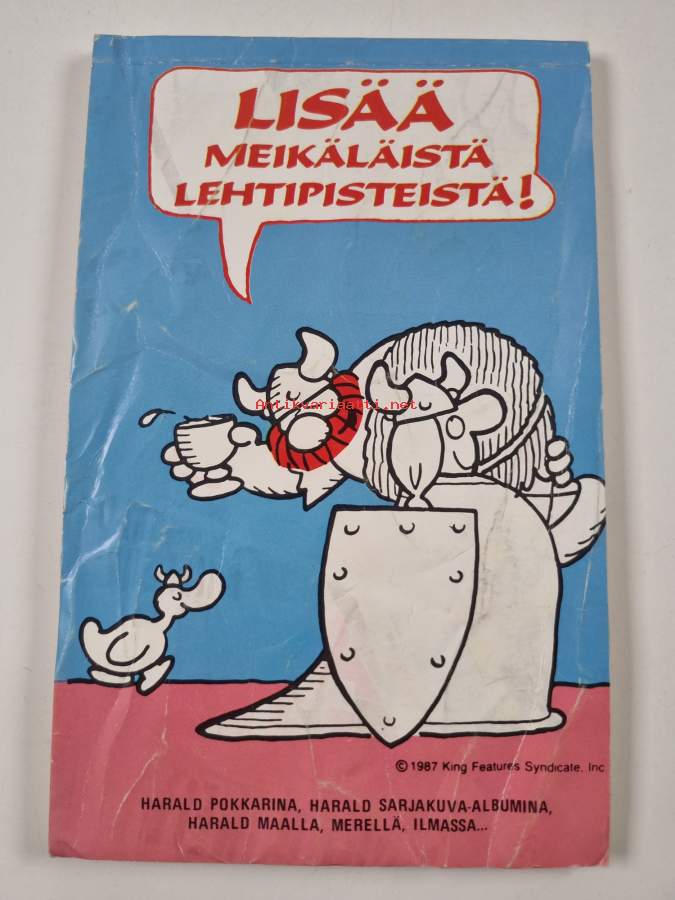 LISÄÄ
MEIKÄLÄISTÄ
LEHTIPISTEISTÄ!
Antikvariaatti.net
©1987 King Features Syndicate, Inc
HARALD POKKARINA, HARALD SARJAKUVA-ALBUMINA,
HARALD MAALLA, MERELLÄ, ILMASSA...